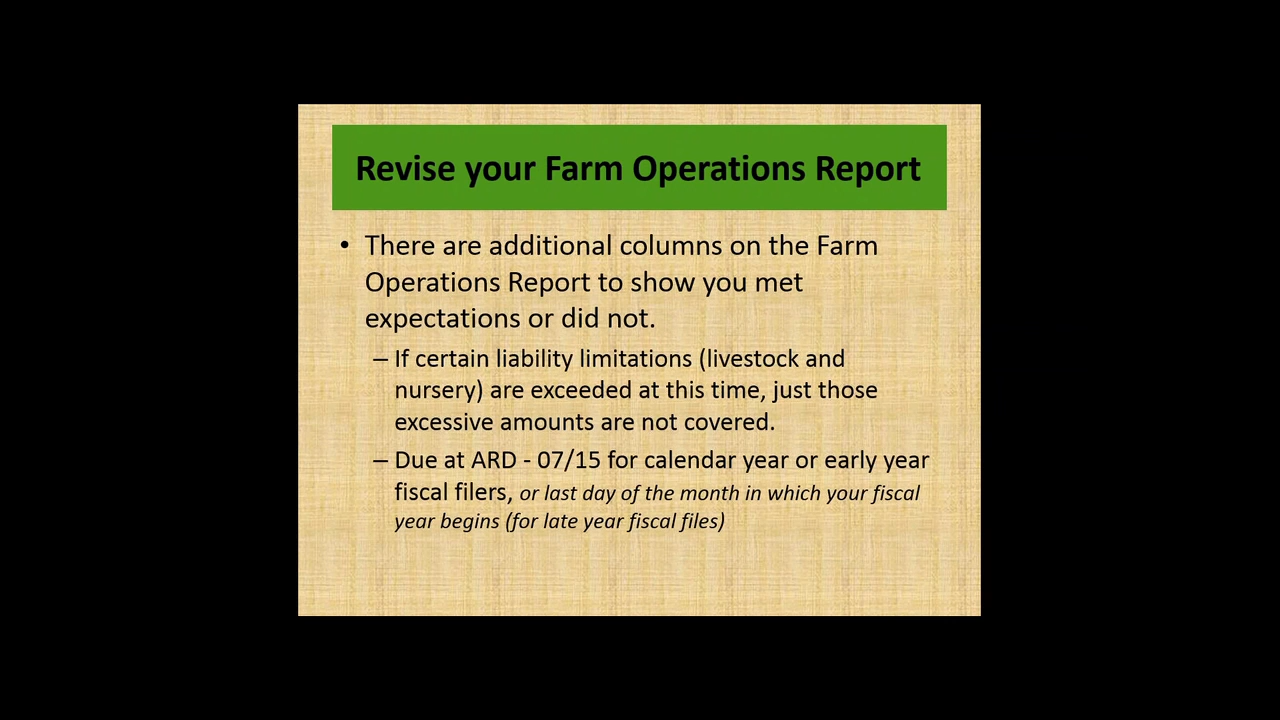 Revise your Farm Operations Report
• There are additional columns on the Farm
Operations Report to show you met
expectations or did not.
– If certain liability limitations (livestock and
nursery) are exceeded at this time, just those
excessive amounts are not covered.
– Due at ARD - 07/15 for calendar year or early year
fiscal filers, or last day of the month in which your fiscal
year begins (for late year fiscal files)